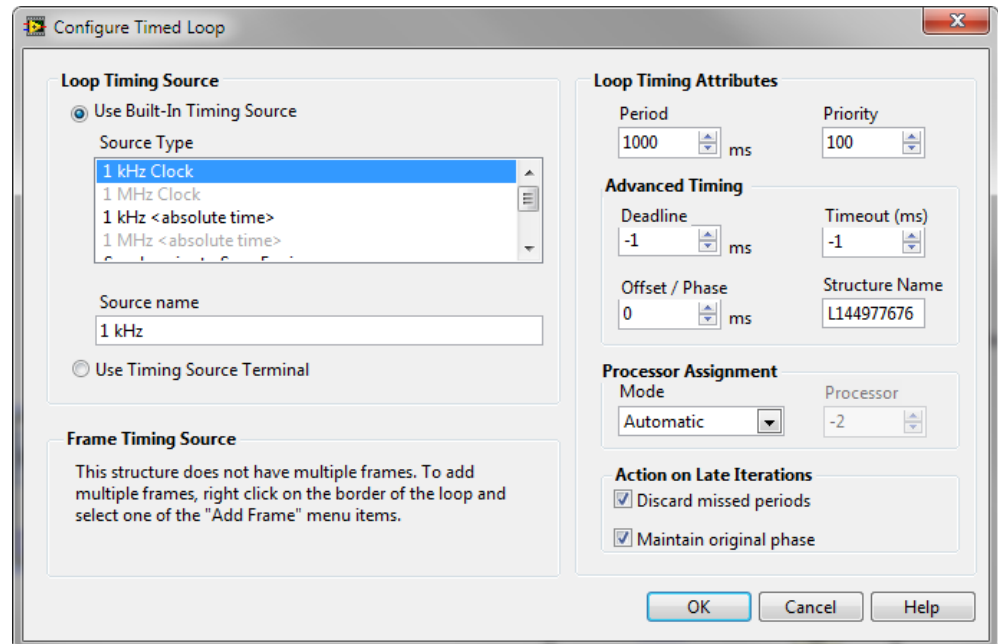 Configure Timed Loop
Loop Timing Source
Use Built-In Timing Source
Source Type
1 kHz Clock
1 MHz Clock
1 kHz <absolute time>
1 MHz <absolute time>
Source name
1 kHz
Use Timing Source Terminal
Frame Timing Source
This structure does not have multiple frames. To add
multiple frames, right click on the border of the loop and
select one of the "Add Frame" menu items.
Loop Timing Attributes
Period
Priority
1000 ms
100
Advanced Timing
Deadline
Timeout (ms)
-1 ms
-1
Offset / Phase
Structure Name
0 ms
L144977676
Processor Assignment
Mode
Processor
Automatic
-2
Action on Late Iterations
Discard missed periods
Maintain original phase
OK
Cancel
Help